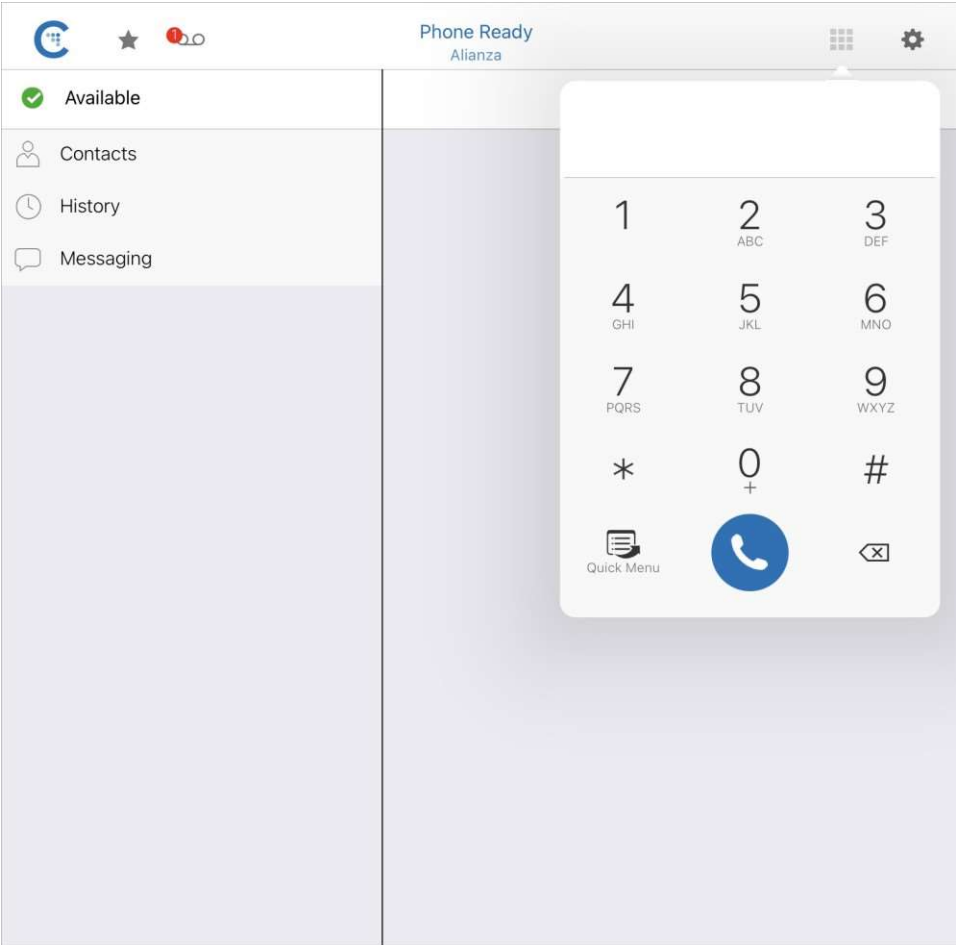 1
Phone Ready
Alianza
Available
Contacts
History
Messaging
1 2 3
ABC DEF
4 5 6
GHI JKL MNO
7 8 9
PQRS TUV WXYZ
* 0 #
+
Quick Menu